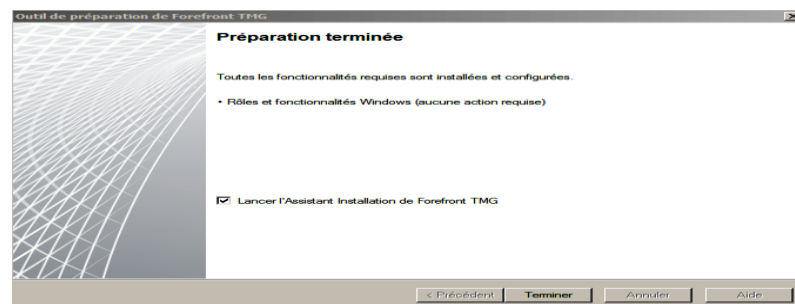 Outil de préparation de Forefront TMG
Préparation terminée
Toutes les fonctionnalités requises sont installées et configurées.
• Rôles et fonctionnalités Windows (aucune action requise)
Lancer l'Assistant Installation de Forefront TMG
< Précédent Terminer Annuler Aide